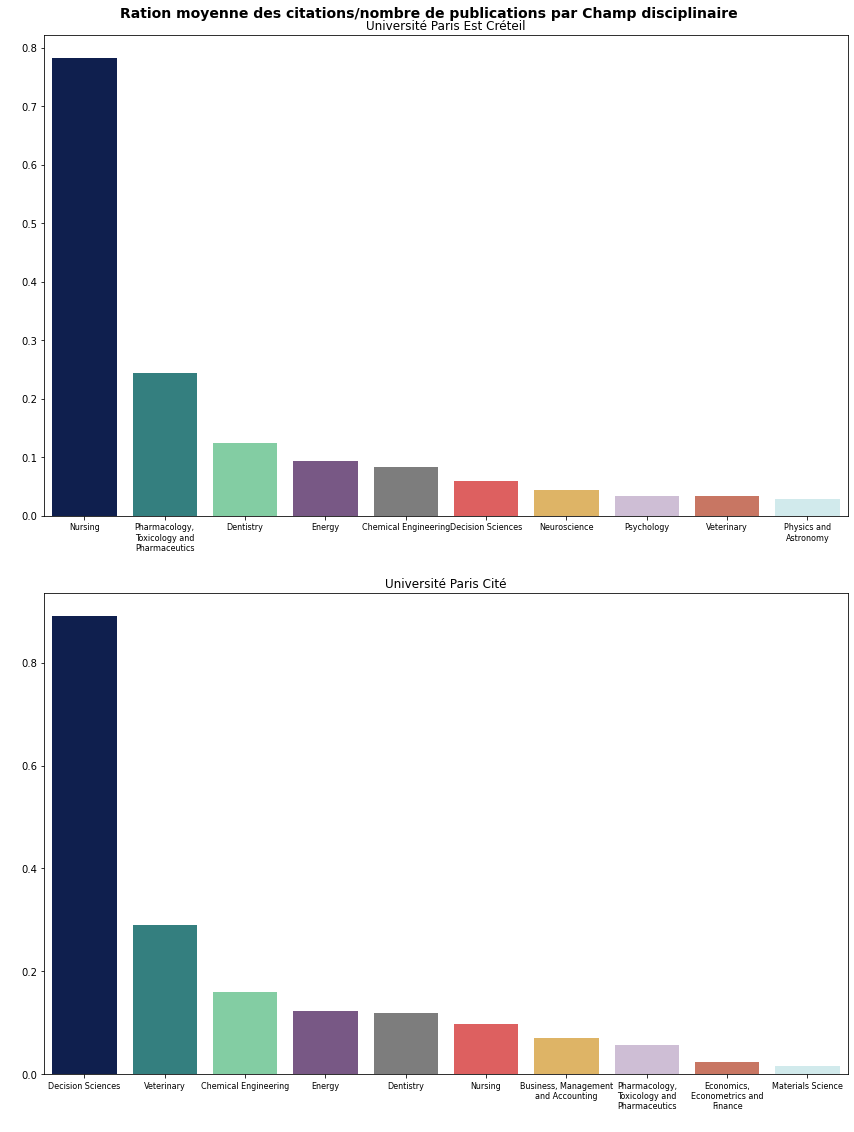 Ration moyenne des citations/nombre de publications par Champ disciplinaire
Université Paris Est Créteil
0.8
0.7
0.6
0.5
0.4
0.3
0.2
0.1
0.0
Nursing
Pharmacology,
Toxicology and
Pharmaceutics
Dentistry
Energy
Chemical Engineering
Decision Sciences
Neuroscience
Psychology
Veterinary
Physics and
Astronomy
Université Paris Cité
0.8
0.6
0.4
0.2
0.0
Decision Sciences
Veterinary
Chemical Engineering
Energy
Dentistry
Nursing
Business, Management
and Accounting
Pharmacology,
Toxicology and
Pharmaceutics
Economics,
Econometrics and
Finance
Materials Science